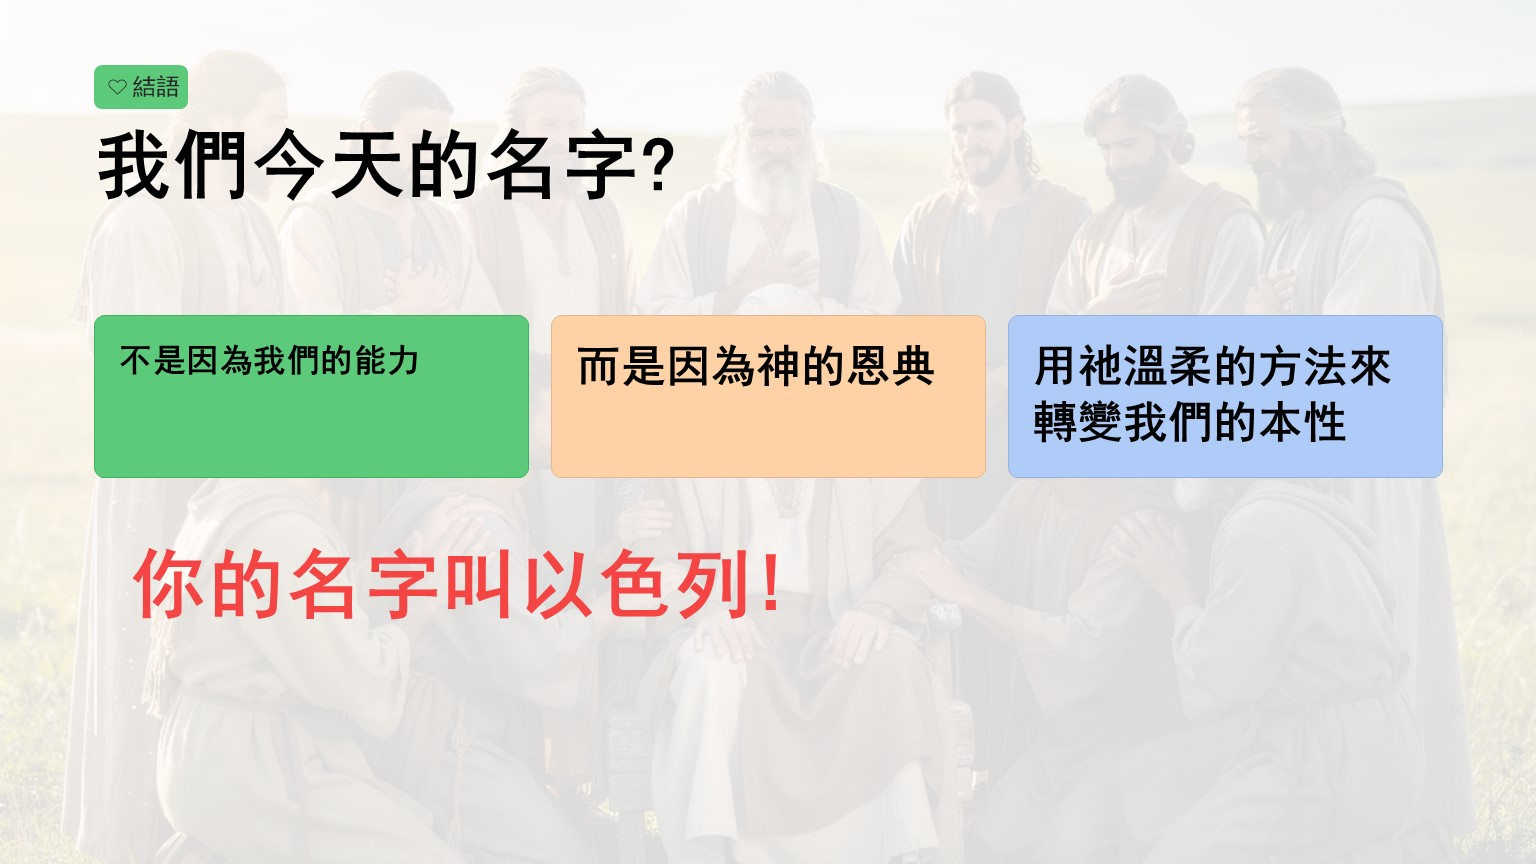 ♡ 結語
我們今天的名字?
不是因為我們的能力
而是因為神的恩典
用祂溫柔的方法來
轉變我們的本性
你的名字叫以色列!